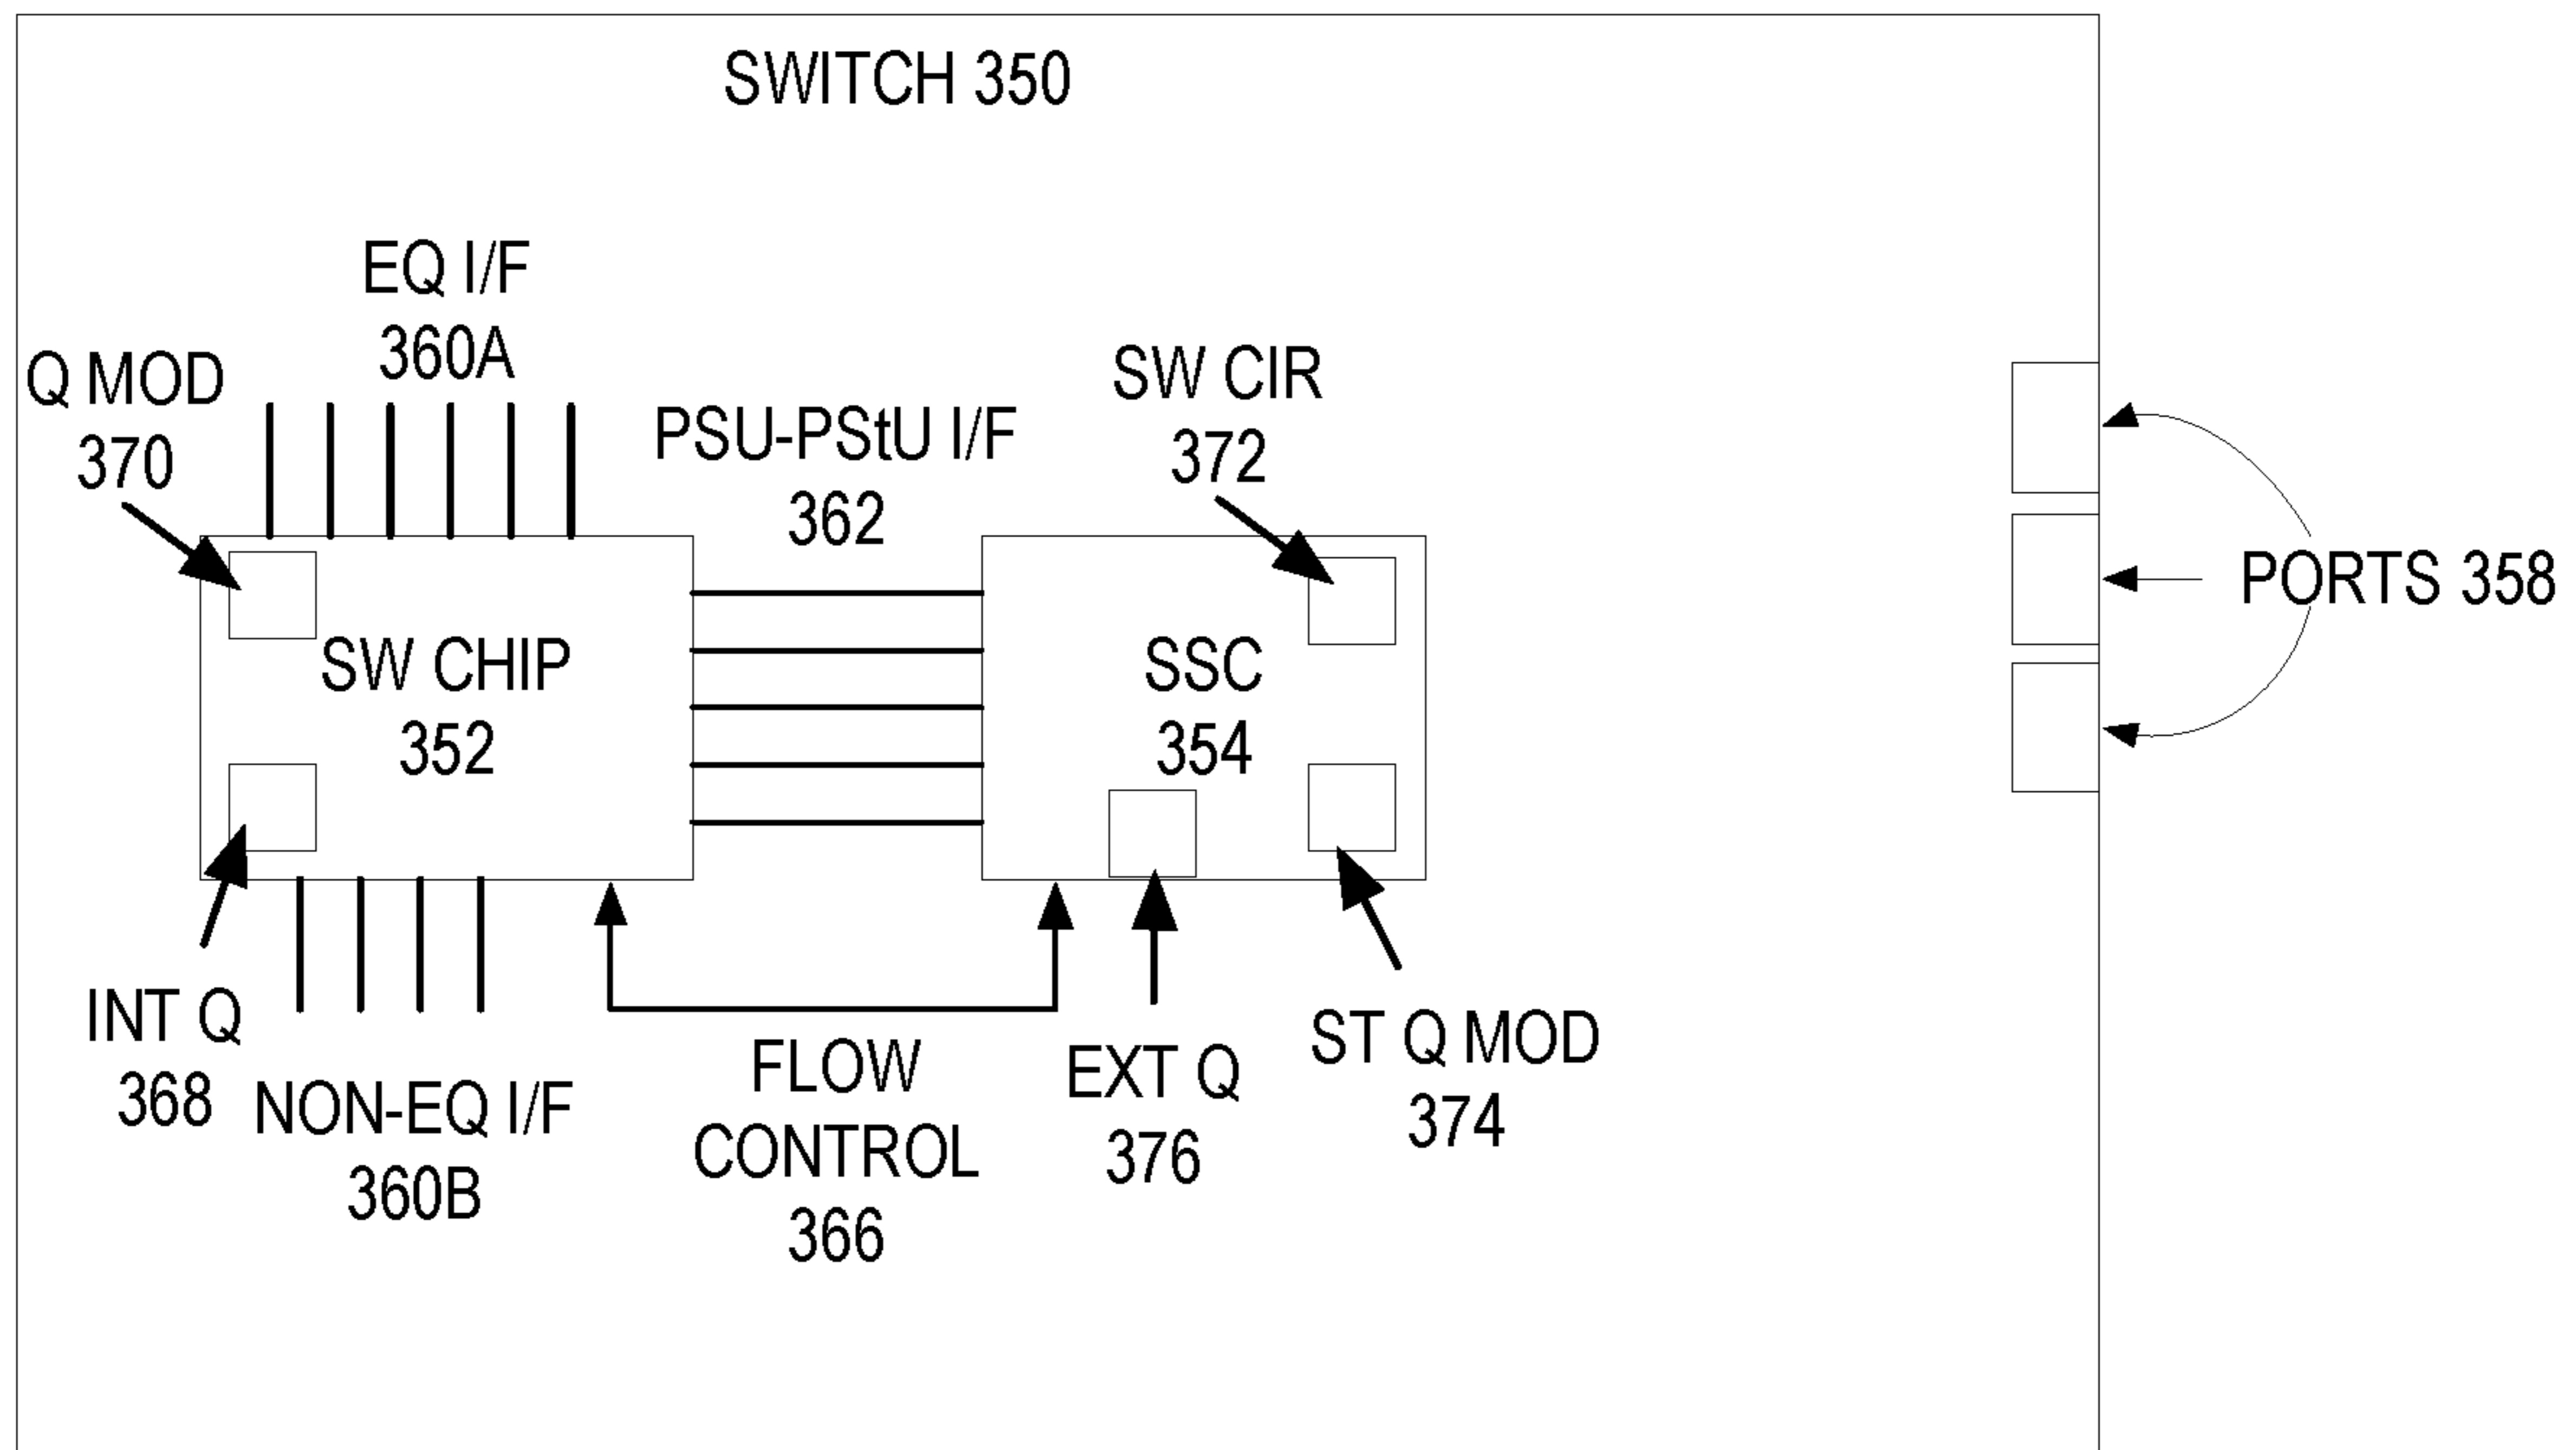 SWITCH 350
EQ I/F
360A
Q MOD
370
PSU-PStU I/F
362
SW CIR
372
PORTS 358
SW CHIP
352
SSC
354
INT Q
368
NON-EQ I/F
360B
FLOW
CONTROL
366
EXT Q
376
ST Q MOD
374